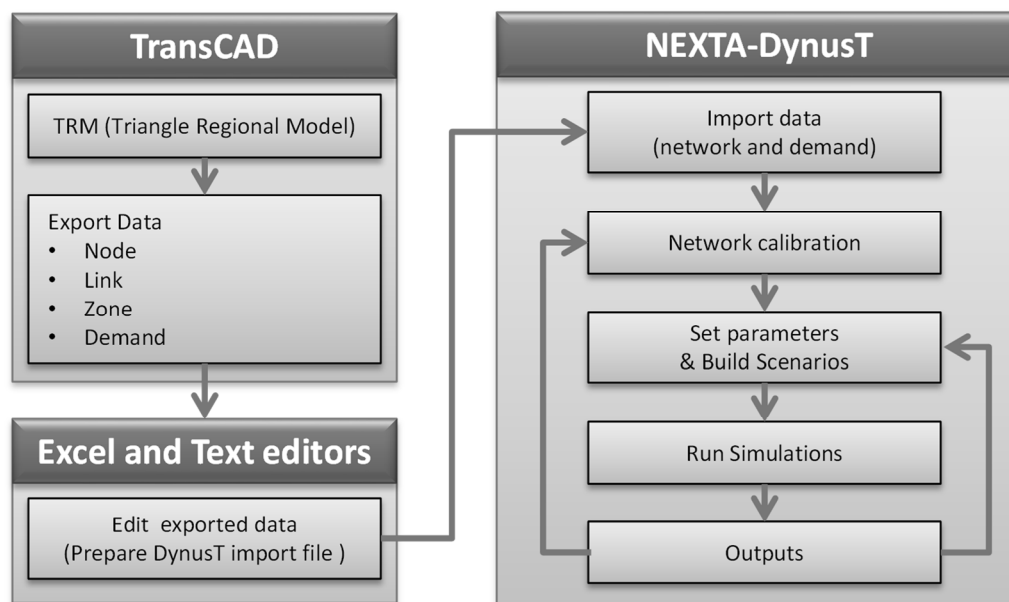 TransCAD
TRM (Triangle Regional Model)
Export Data
• Node
• Link
• Zone
• Demand
Excel and Text editors
Edit exported data
(Prepare DynusT import file )
NEXTA-DynusT
Import data
(network and demand)
Network calibration
Set parameters
& Build Scenarios
Run Simulations
Outputs